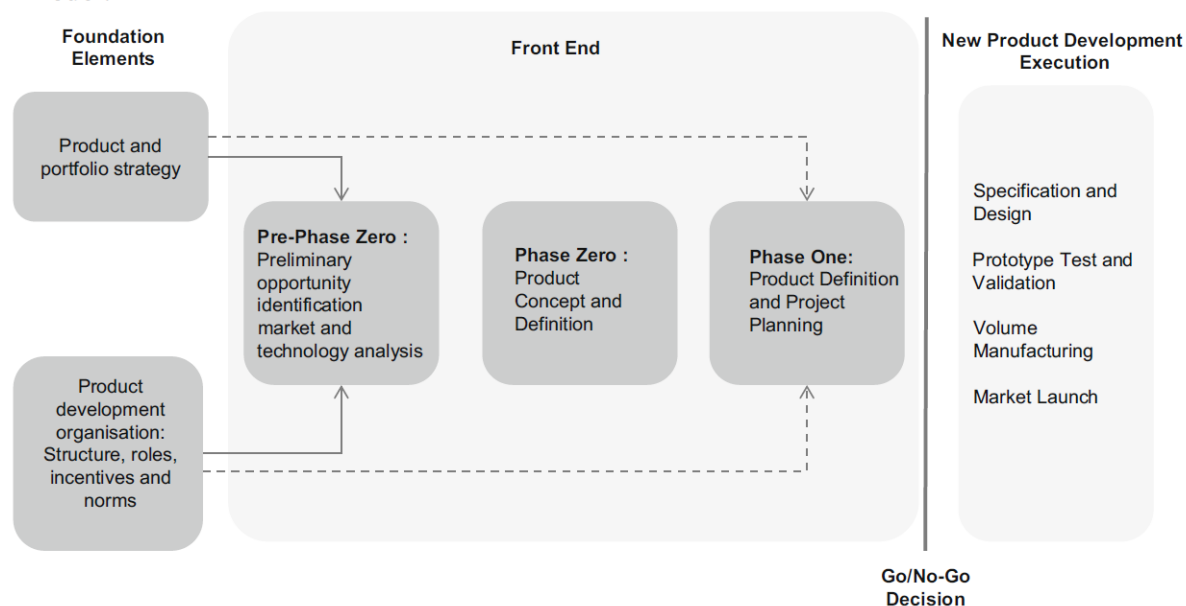 Foundation
Elements
Front End
New Product Development
Execution
Product and
portfolio strategy
Pre-Phase Zero :
Preliminary
opportunity
identification
market and
technology analysis
Phase Zero :
Product
Concept and
Definition
Phase One:
Product Definition
and Project
Planning
Specification and
Design
Prototype Test and
Validation
Volume
Manufacturing
Market Launch
Product
development
organisation:
Structure, roles,
incentives and
norms
Go/No-Go
Decision